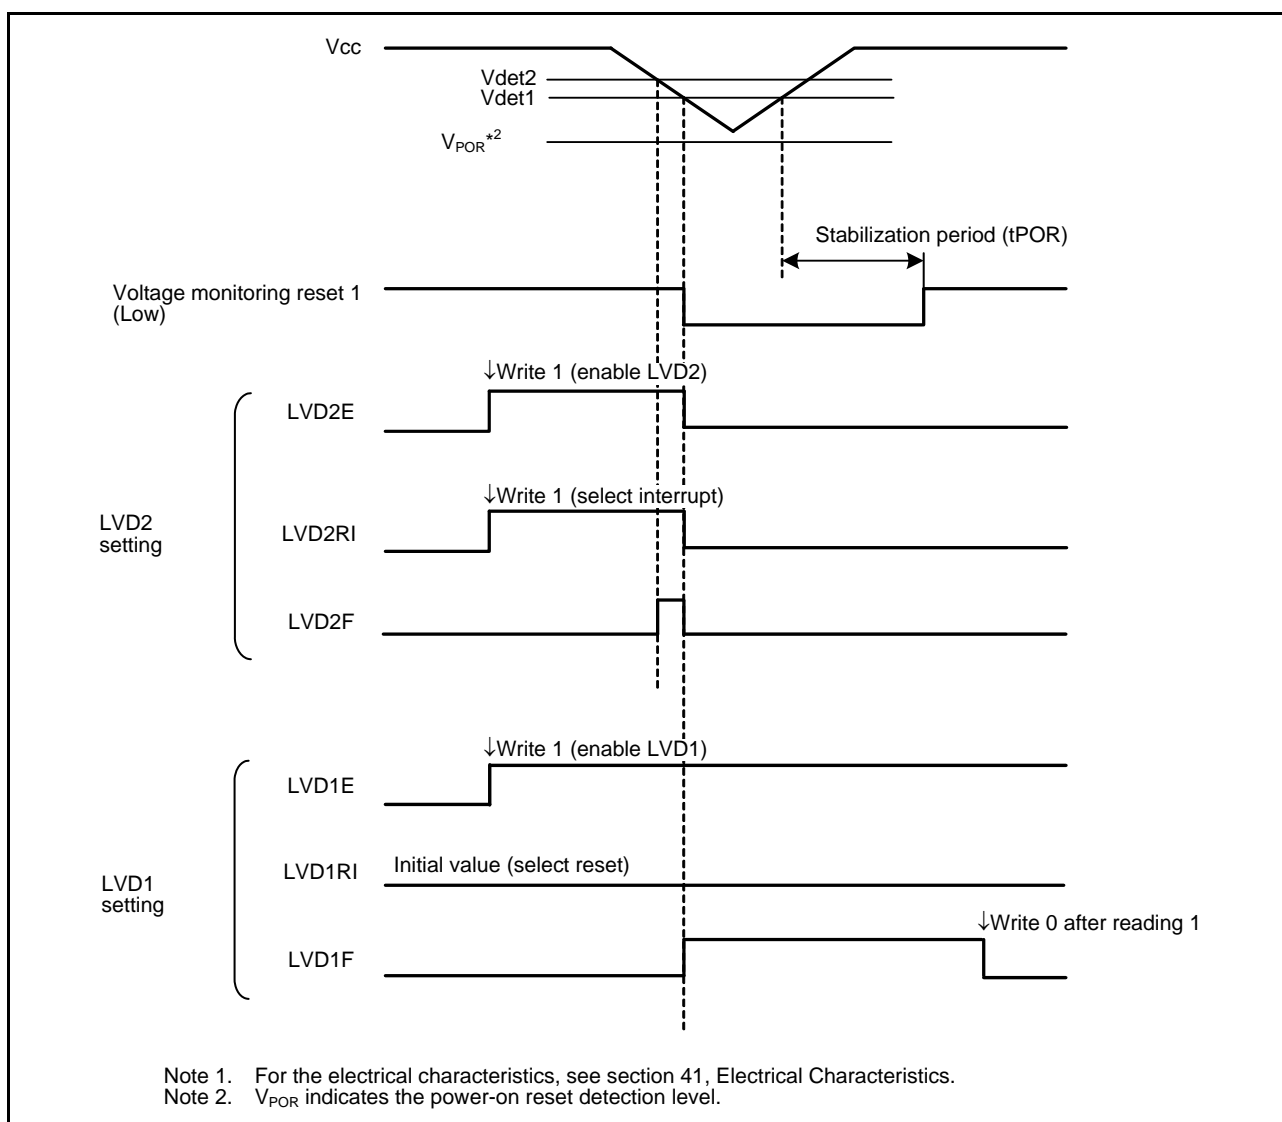 Vcc
Vdet2
Vdet1
VPOR*2
Stabilization period (tPOR)
Voltage monitoring reset 1
(Low)
↓Write 1 (enable LVD2)
LVD2E
↓Write 1 (select interrupt)
LVD2
setting
LVD2RI
LVD2F
↓Write 1 (enable LVD1)
LVD1E
Initial value (select reset)
LVD1RI
LVD1
setting
↓Write 0 after reading 1
LVD1F
Note 1. For the electrical characteristics, see section 41, Electrical Characteristics.
Note 2. VPOR indicates the power-on reset detection level.